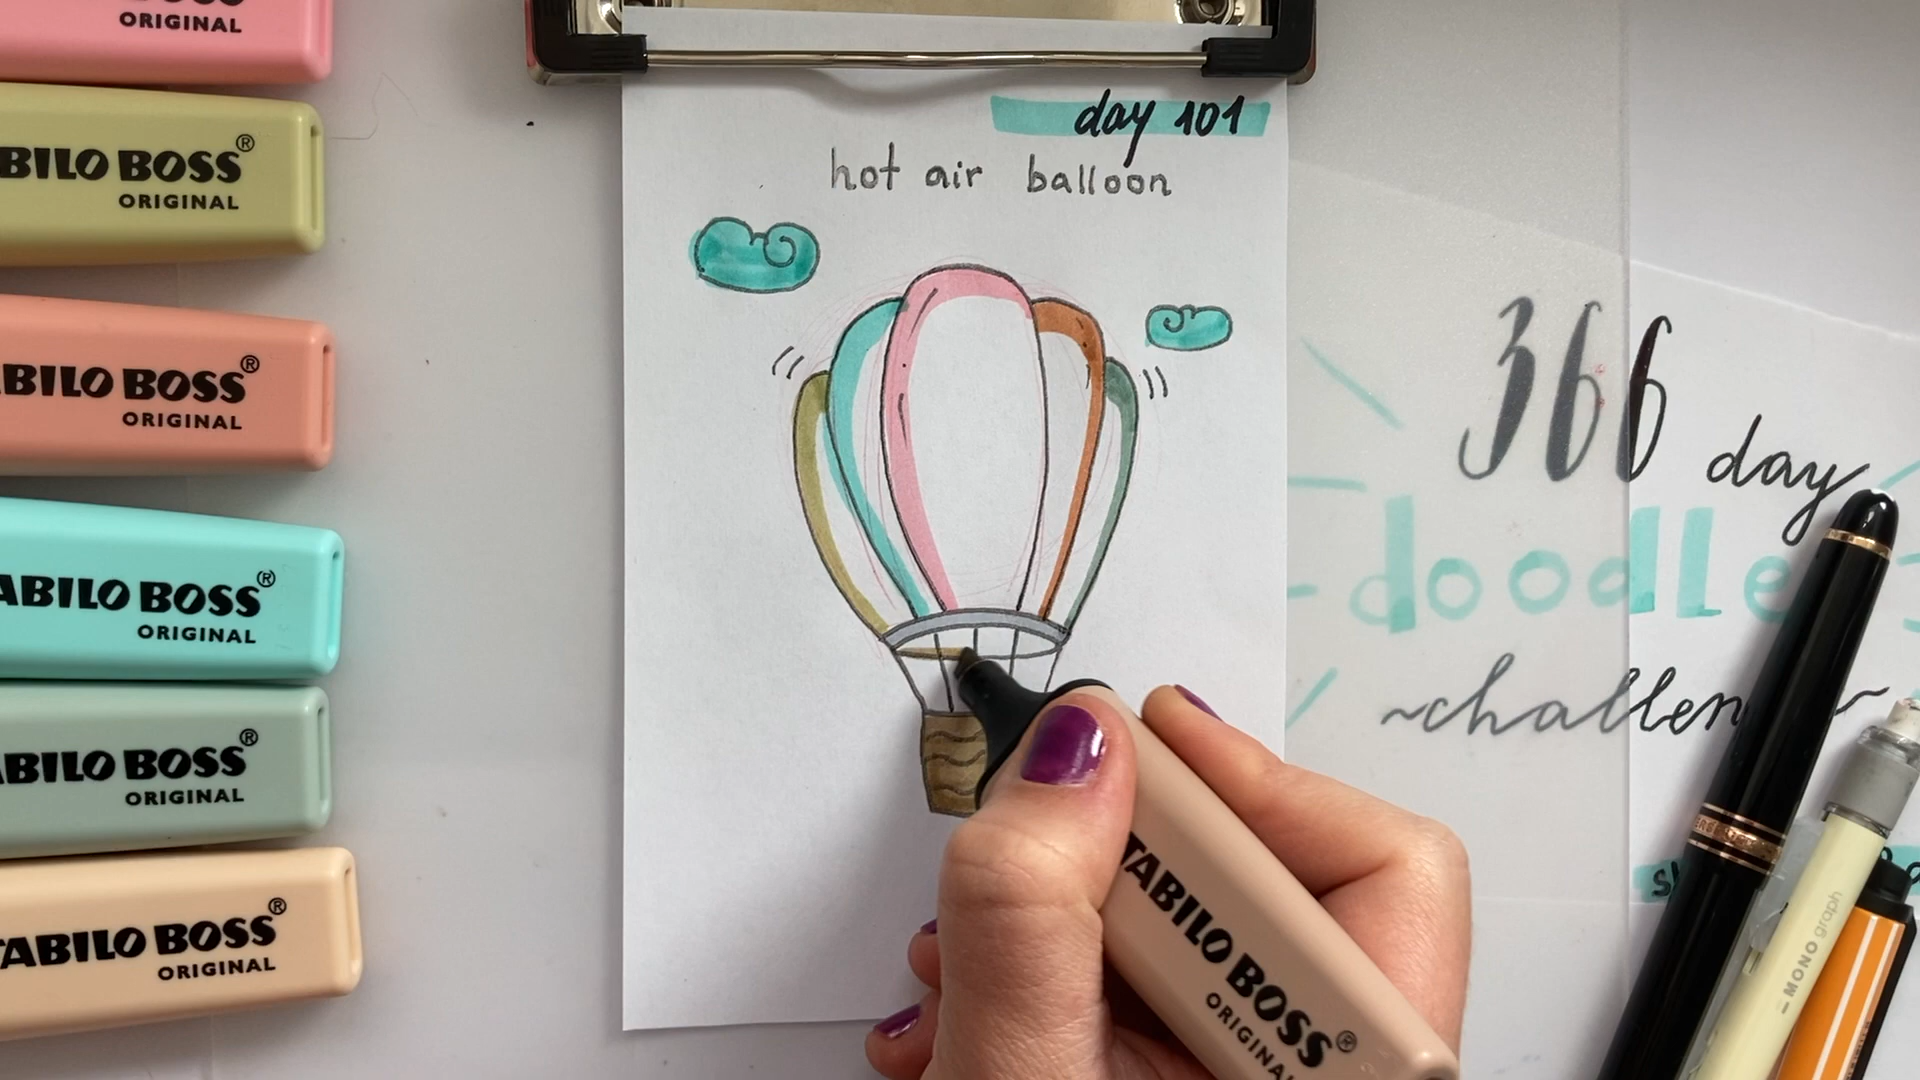 ORIGINAL
BILO BOSS®
ORIGINAL
BILO BOSS®
ORIGINAL
ABILO BOSS®
ORIGINAL
ABILO BOSS®
ORIGINAL
TABILO BOSS®
ORIGINAL
day 101
hot air balloon
366 day
doodle
~challen
TABILO BOSS®
ORIGINAL
MONO graph